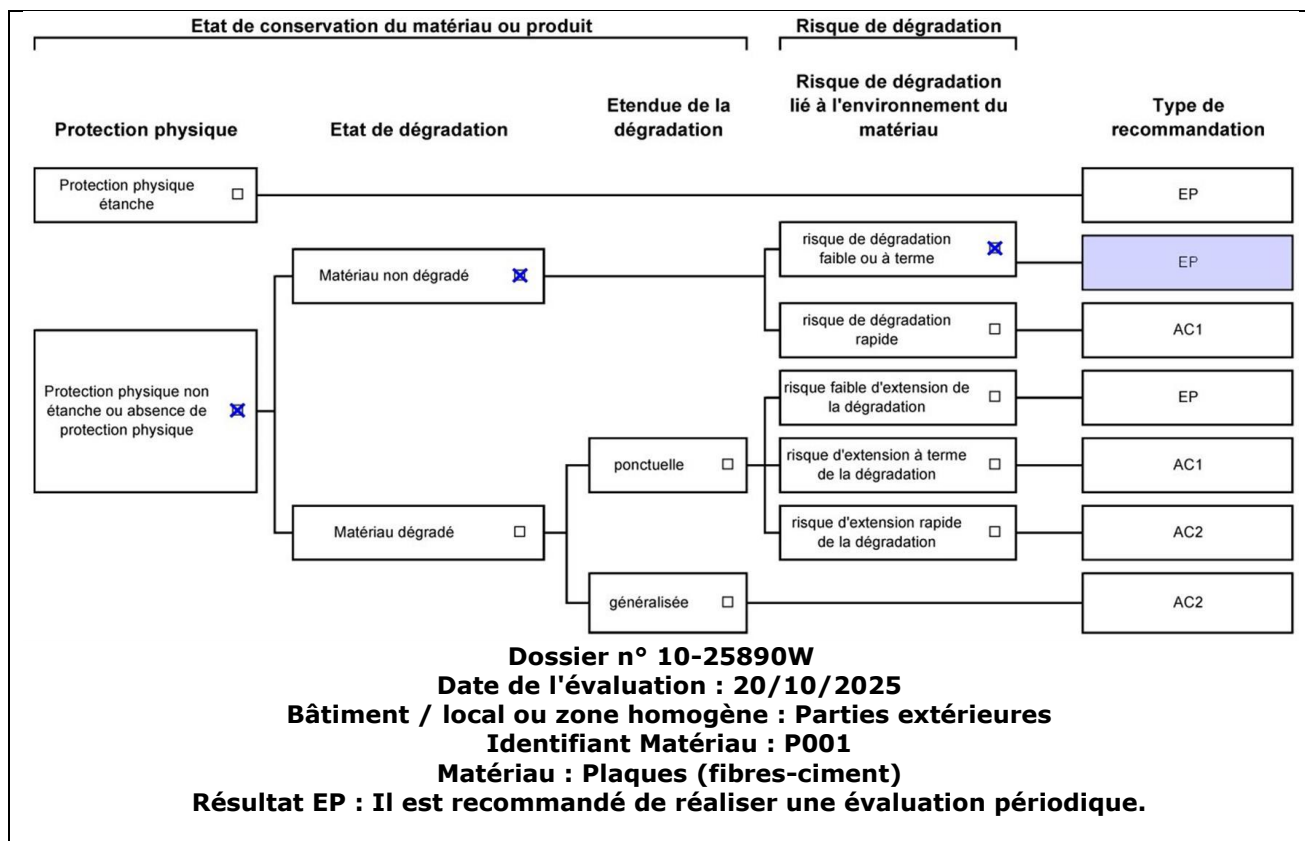 Etat de conservation du matériau ou produit
Risque de dégradation
Protection physique
Etat de dégradation
Etendue de la
dégradation
Risque de dégradation
lié à l'environnement du
matériau
Type de
recommandation
Protection physique
étanche
EP
Protection physique non
étanche ou absence de
protection physique
Matériau non dégradé
risque de dégradation
faible ou à terme
EP
risque de dégradation
rapide
AC1
Matériau dégradé
ponctuelle
risque faible d'extension de
la dégradation
EP
risque d'extension à terme
de la dégradation
AC1
risque d'extension rapide
de la dégradation
AC2
généralisée
AC2
Dossier n° 10-25890W
Date de l'évaluation : 20/10/2025
Bâtiment / local ou zone homogène : Parties extérieures
Identifiant Matériau : P001
Matériau : Plaques (fibres-ciment)
Résultat EP : Il est recommandé de réaliser une évaluation périodique.